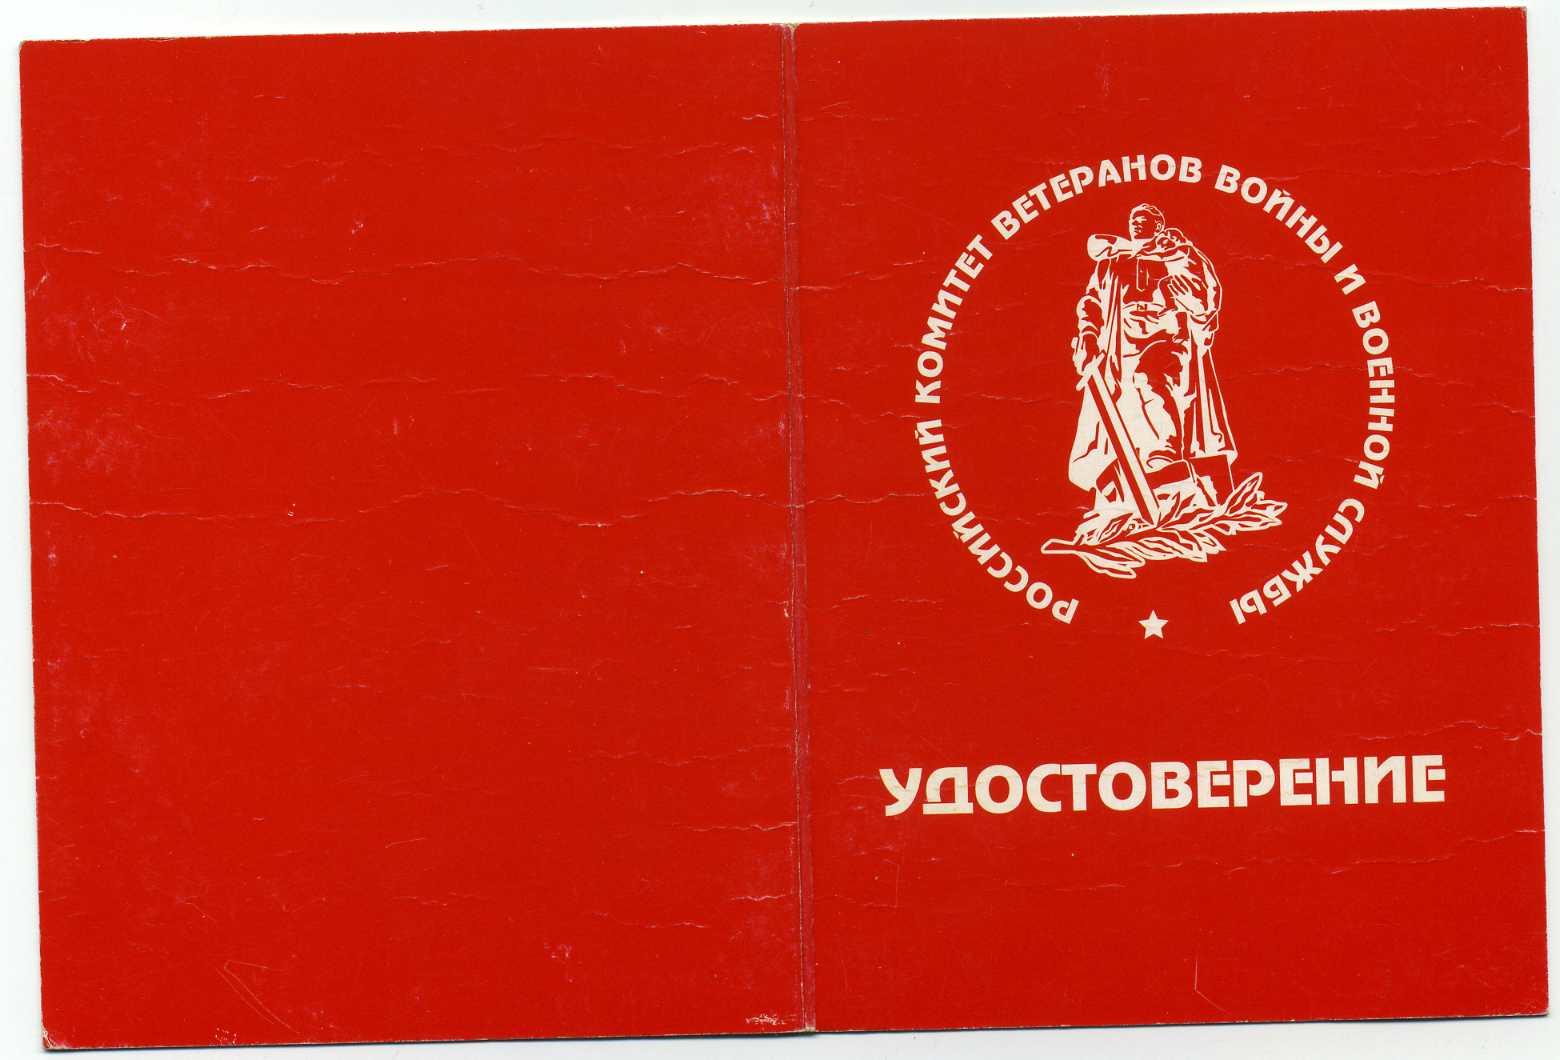 РОССИЙСКИЙ КОМИТЕТ ВЕТЕРАНОВ ВОЙНЫ И ВОЕННОЙ СЛУЖБЫ
УДОСТОВЕРЕНИЕ